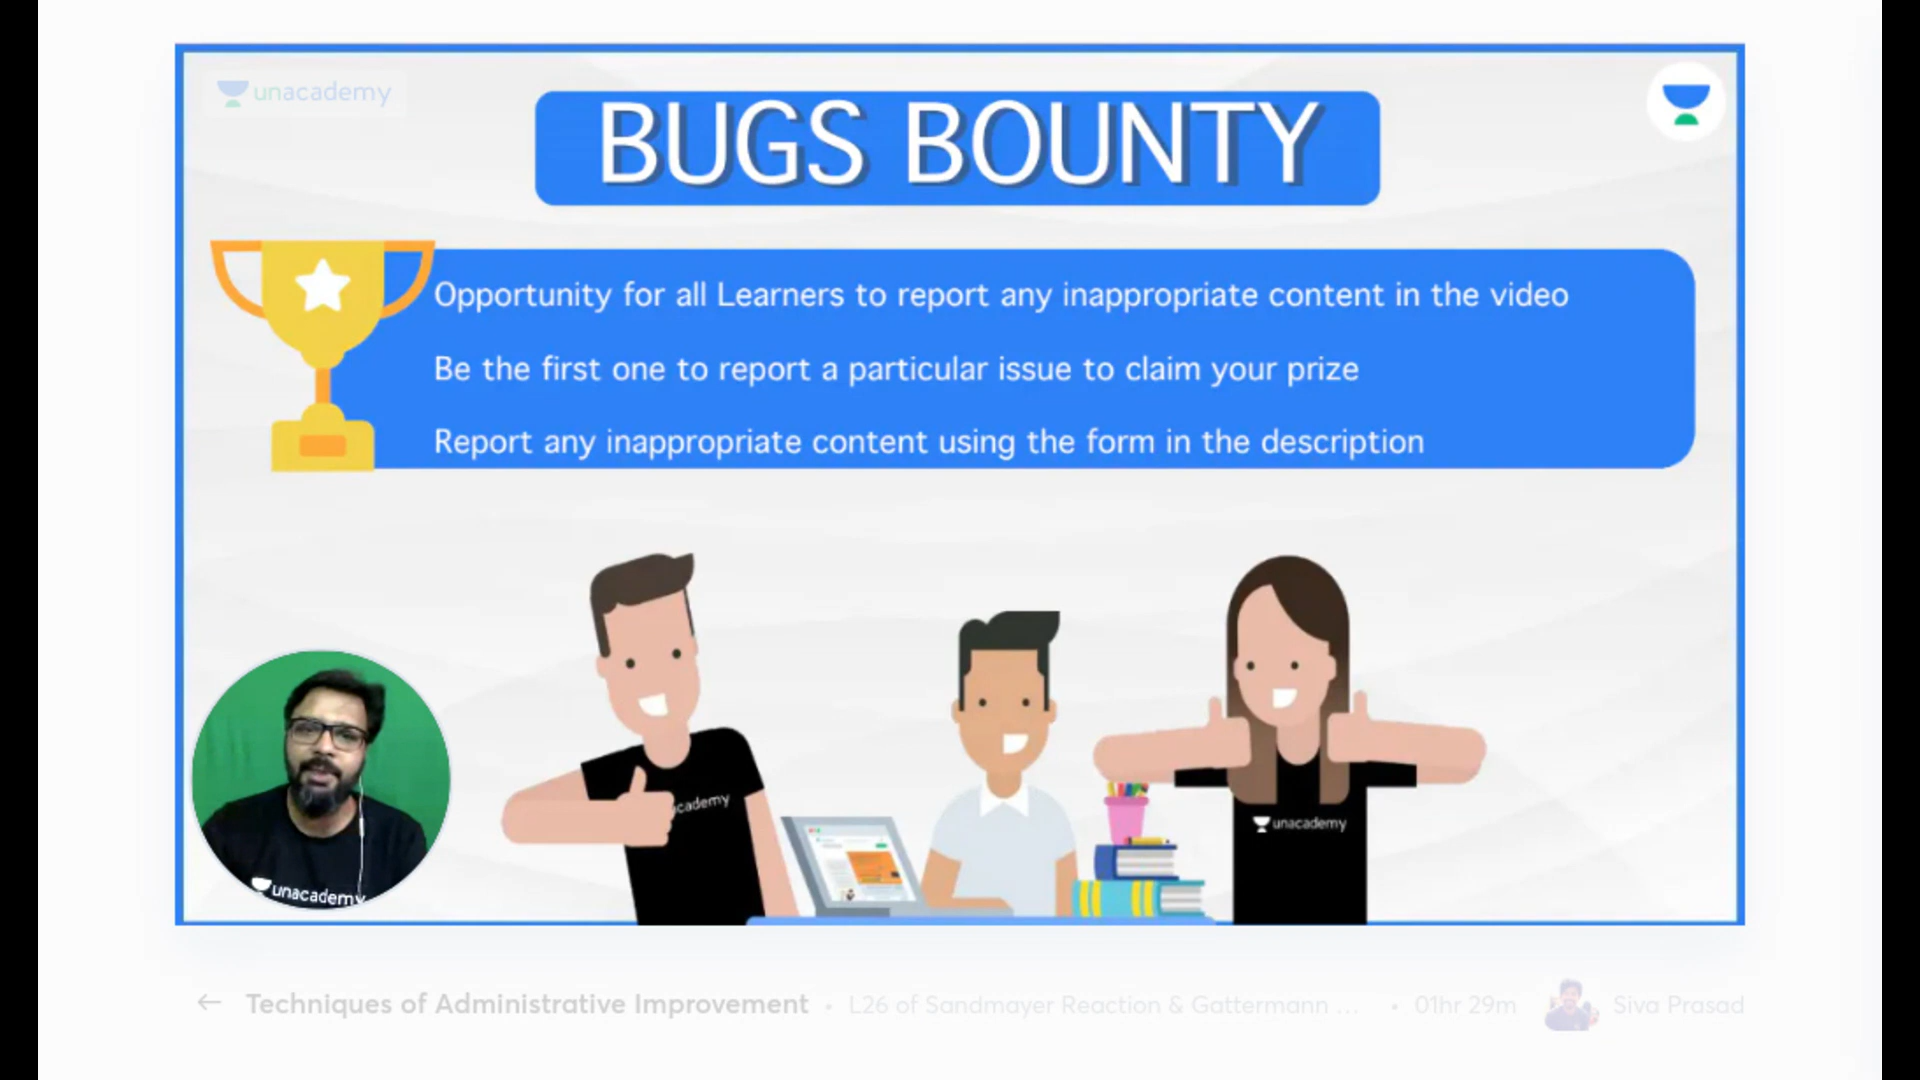 unacademy
BUGS BOUNTY
Opportunity for all Learners to report any inappropriate content in the video
Be the first one to report a particular issue to claim your prize
Report any inappropriate content using the form in the description
cademy
unacademy
unacademy
← Techniques of Administrative Improvement • L26 of Sandmayer Reaction & Gattermann ... • 01hr 29m Siva Prasad